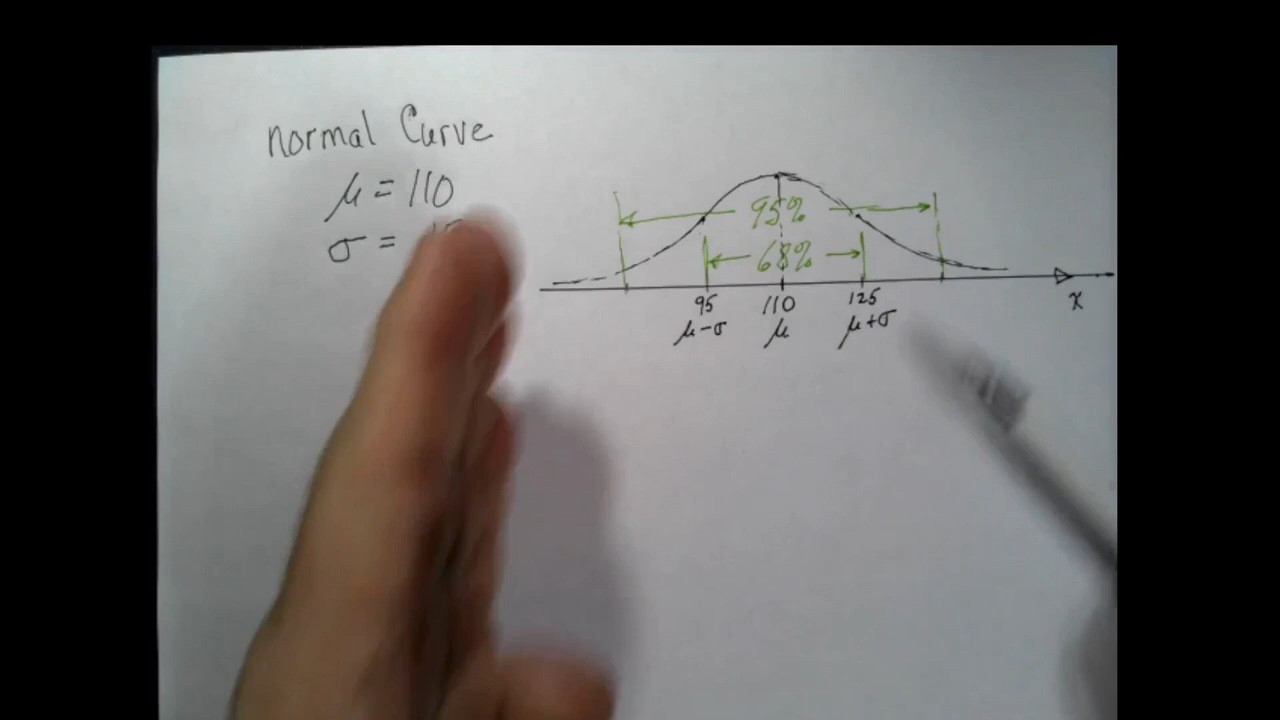 normal Curve
μ = 110
σ =
95%
68%
95 110 125
μ-σ μ μ+σ
x